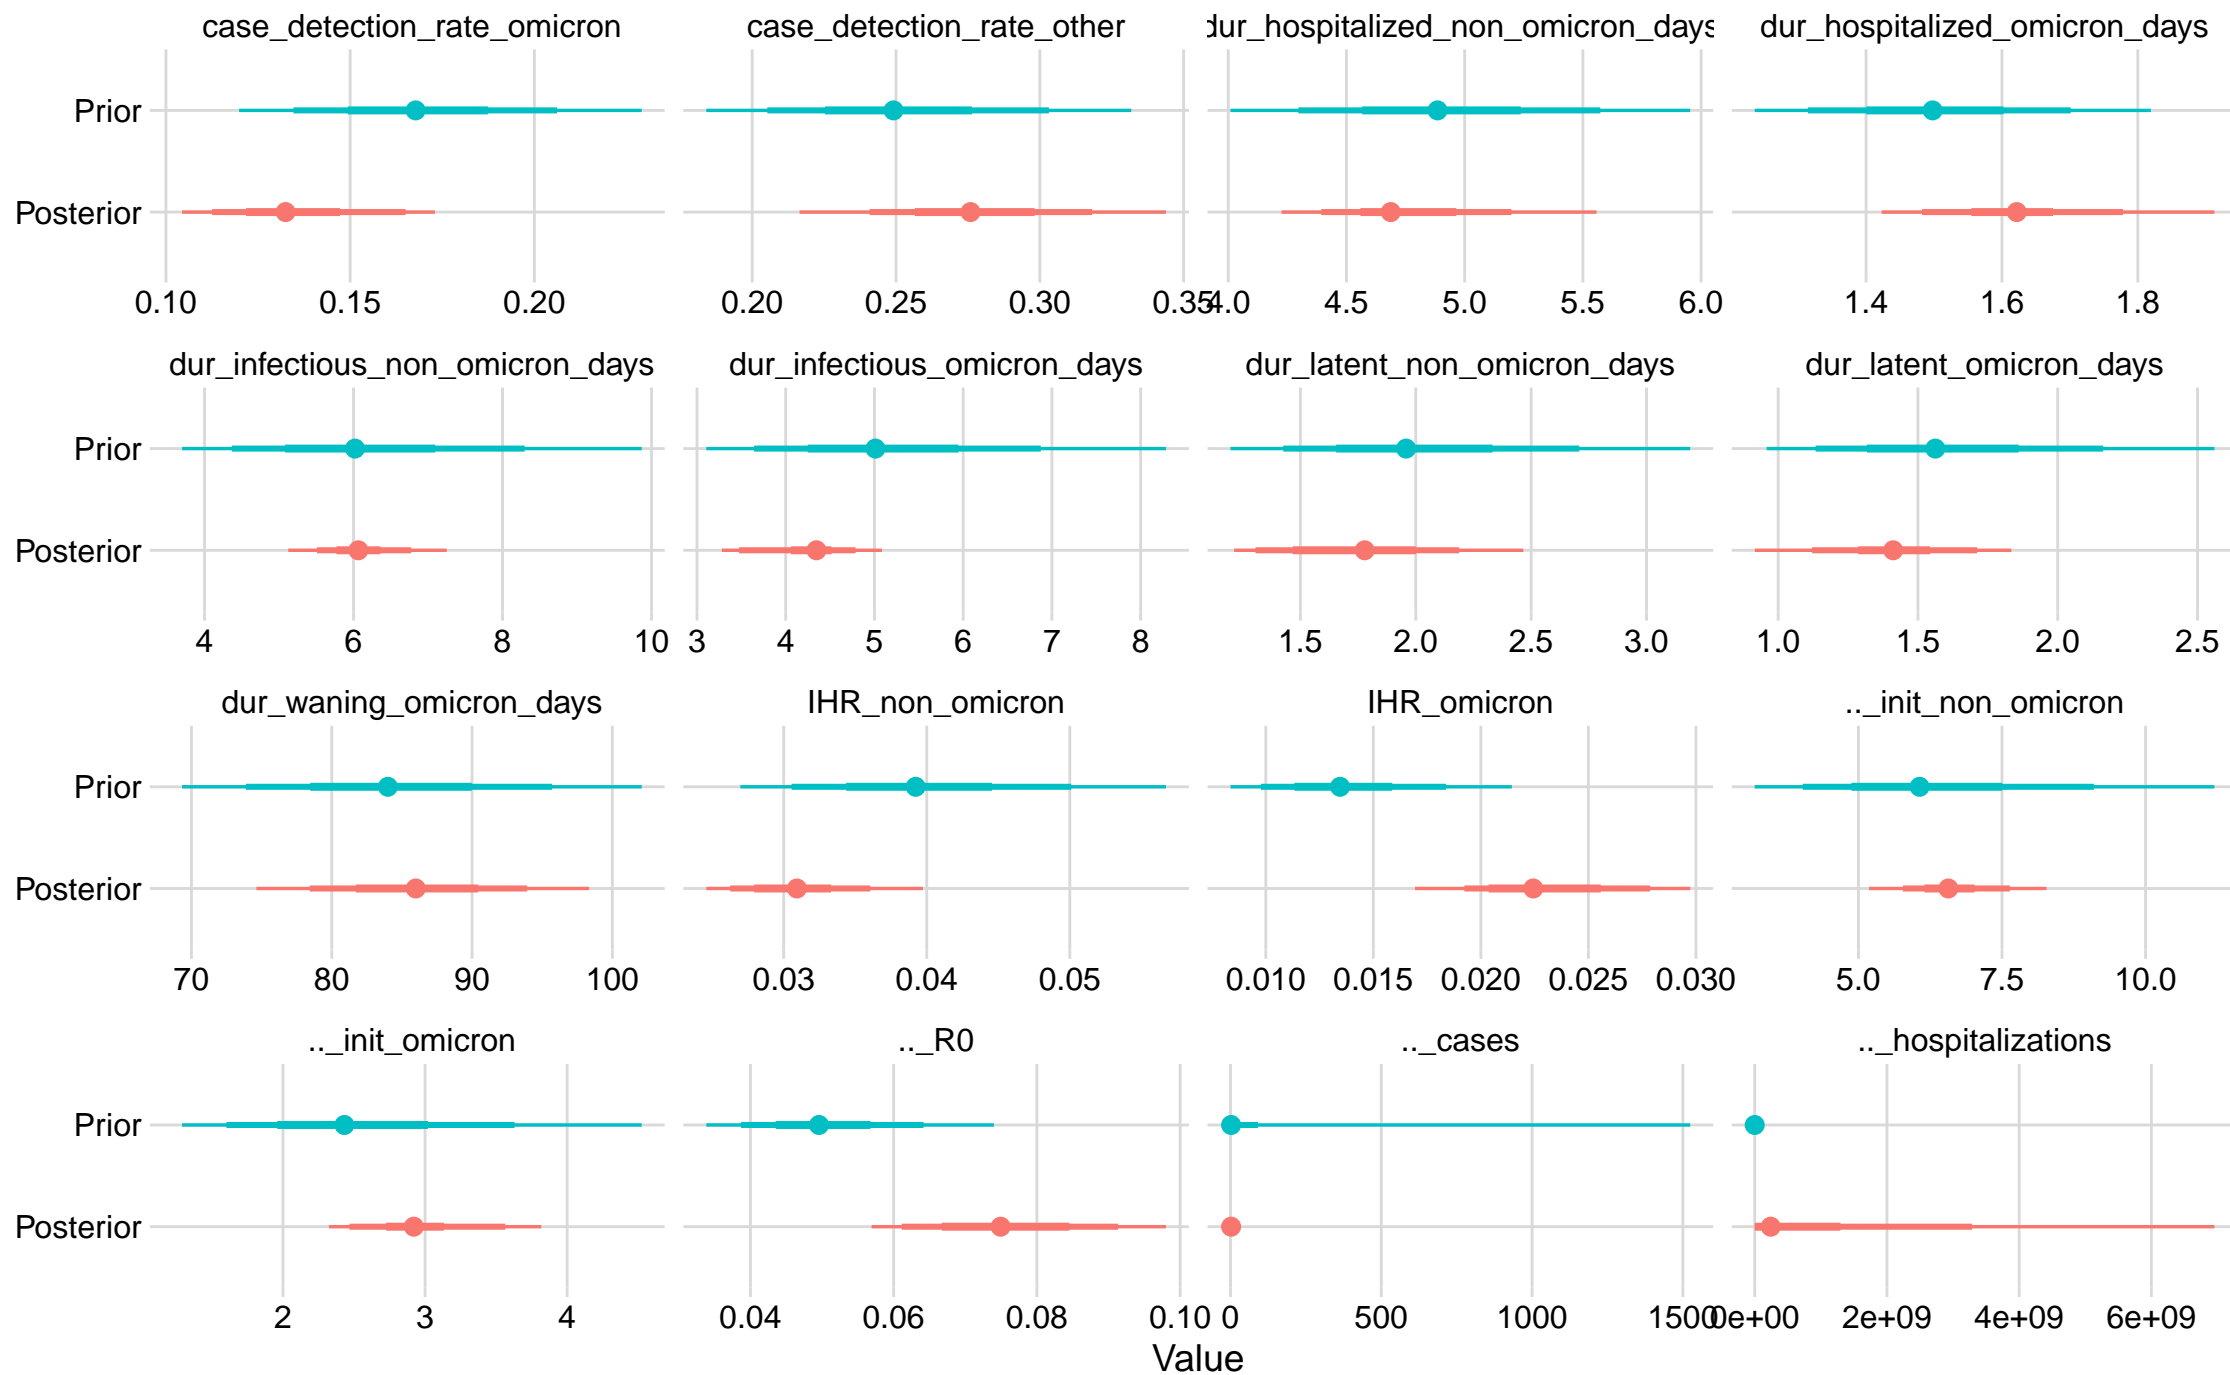 case_detection_rate_omicron case_detection_rate_other dur_hospitalized_non_omicron_days dur_hospitalized_omicron_days
Prior
Posterior
0.10 0.15 0.20 0.20 0.25 0.30 0.35 4.0 4.5 5.0 5.5 6.0 1.4 1.6 1.8
dur_infectious_non_omicron_days dur_infectious_omicron_days dur_latent_non_omicron_days dur_latent_omicron_days
Prior
Posterior
4 6 8 10 3 4 5 6 7 8 1.5 2.0 2.5 3.0 1.0 1.5 2.0 2.5
dur_waning_omicron_days IHR_non_omicron IHR_omicron .._init_non_omicron
Prior
Posterior
70 80 90 100 0.03 0.04 0.05 0.010 0.015 0.020 0.025 0.030 5.0 7.5 10.0
.._init_omicron .._R0 .._cases .._hospitalizations
Prior
Posterior
2 3 4 0.04 0.06 0.08 0.10 0 500 1000 1500 0e+00 2e+09 4e+09 6e+09
Value